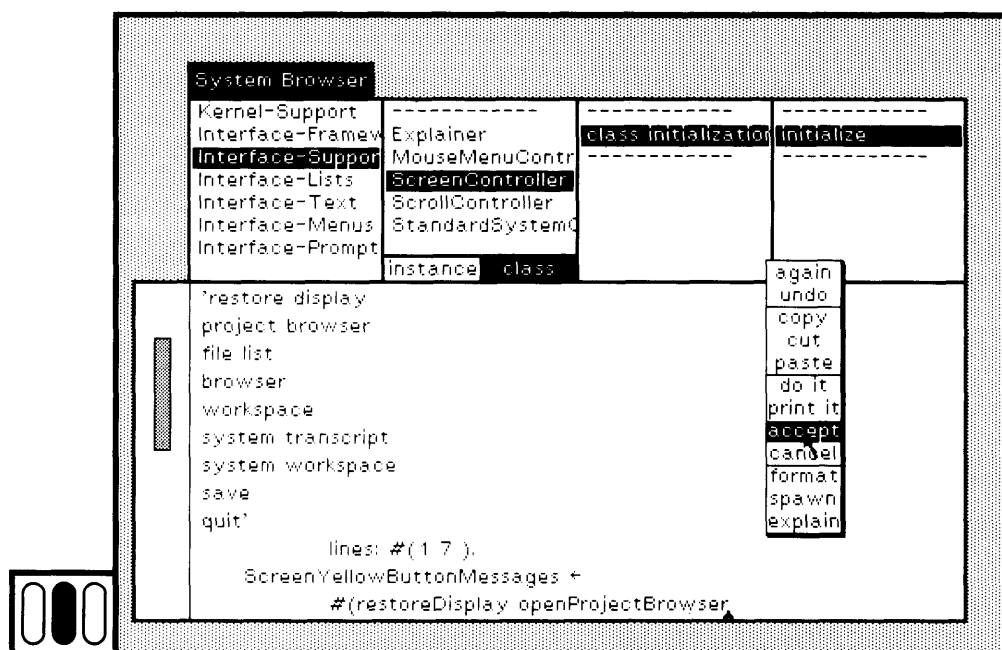 System Browser
Kernel-Support
Interface-Framew
Interface-Suppor
Interface-Lists
Interface-Text
Interface-Menus
Interface-Prompt
------------
Explainer
MouseMenuContr
ScreenController
ScrollController
StandardSystemC
instance class
------------
class initialization
------------
------------
initialize
------------
again
undo
copy
cut
paste
do it
print it
accept
cancel
format
spawn
explain
'restore display
project browser
file list
browser
workspace
system transcript
system workspace
save
quit'
lines: #( 1 7 ).
ScreenYellowButtonMessages ←
#(restoreDisplay openProjectBrowser